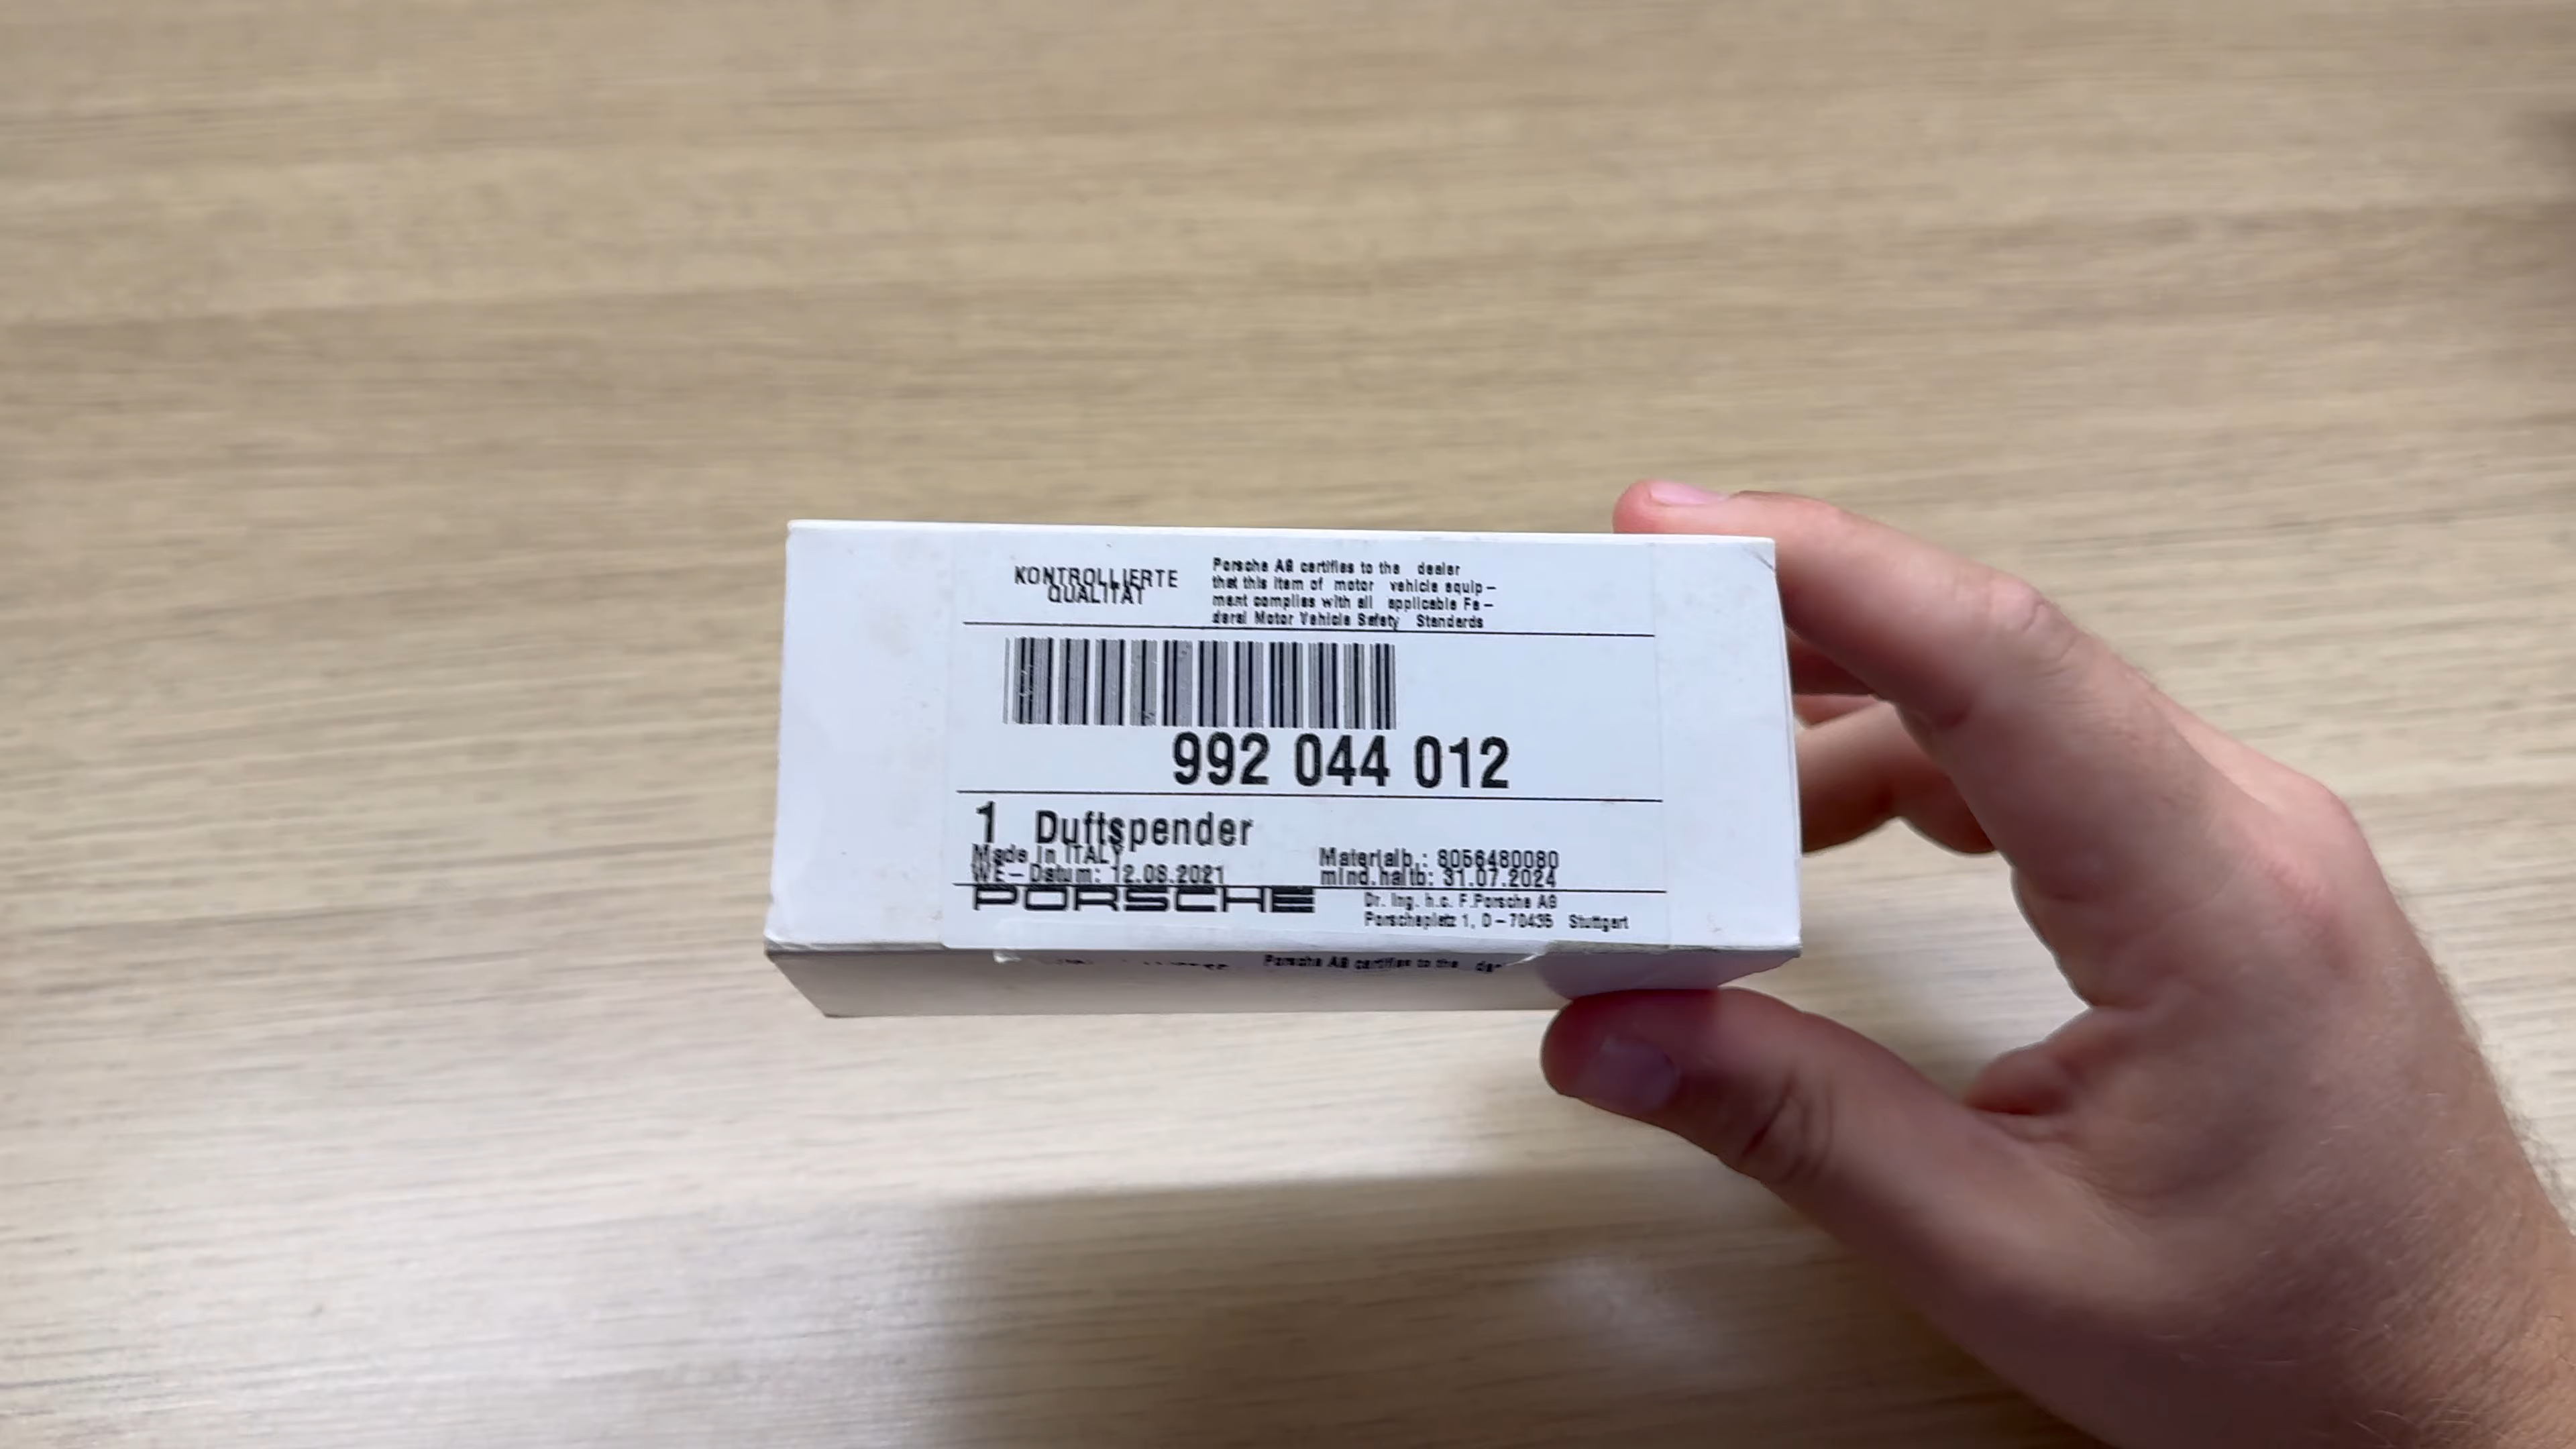 KONTROLLIERTE
QUALITÄT
Porsche AG certifies to the dealer
that this item of motor vehicle equip–
ment complies with all applicable Fe–
deral Motor Vehicle Safety Standards
992 044 012
1 Duftspender
Made in ITALY
WE–Datum: 12.08.2021
Materialb.: 8056480080
mind.haltb: 31.07.2024
PORSCHE
Dr. Ing. h.c. F.Porsche AG
Porscheplatz 1, D–70435 Stuttgart
Porsche AG certifies to the